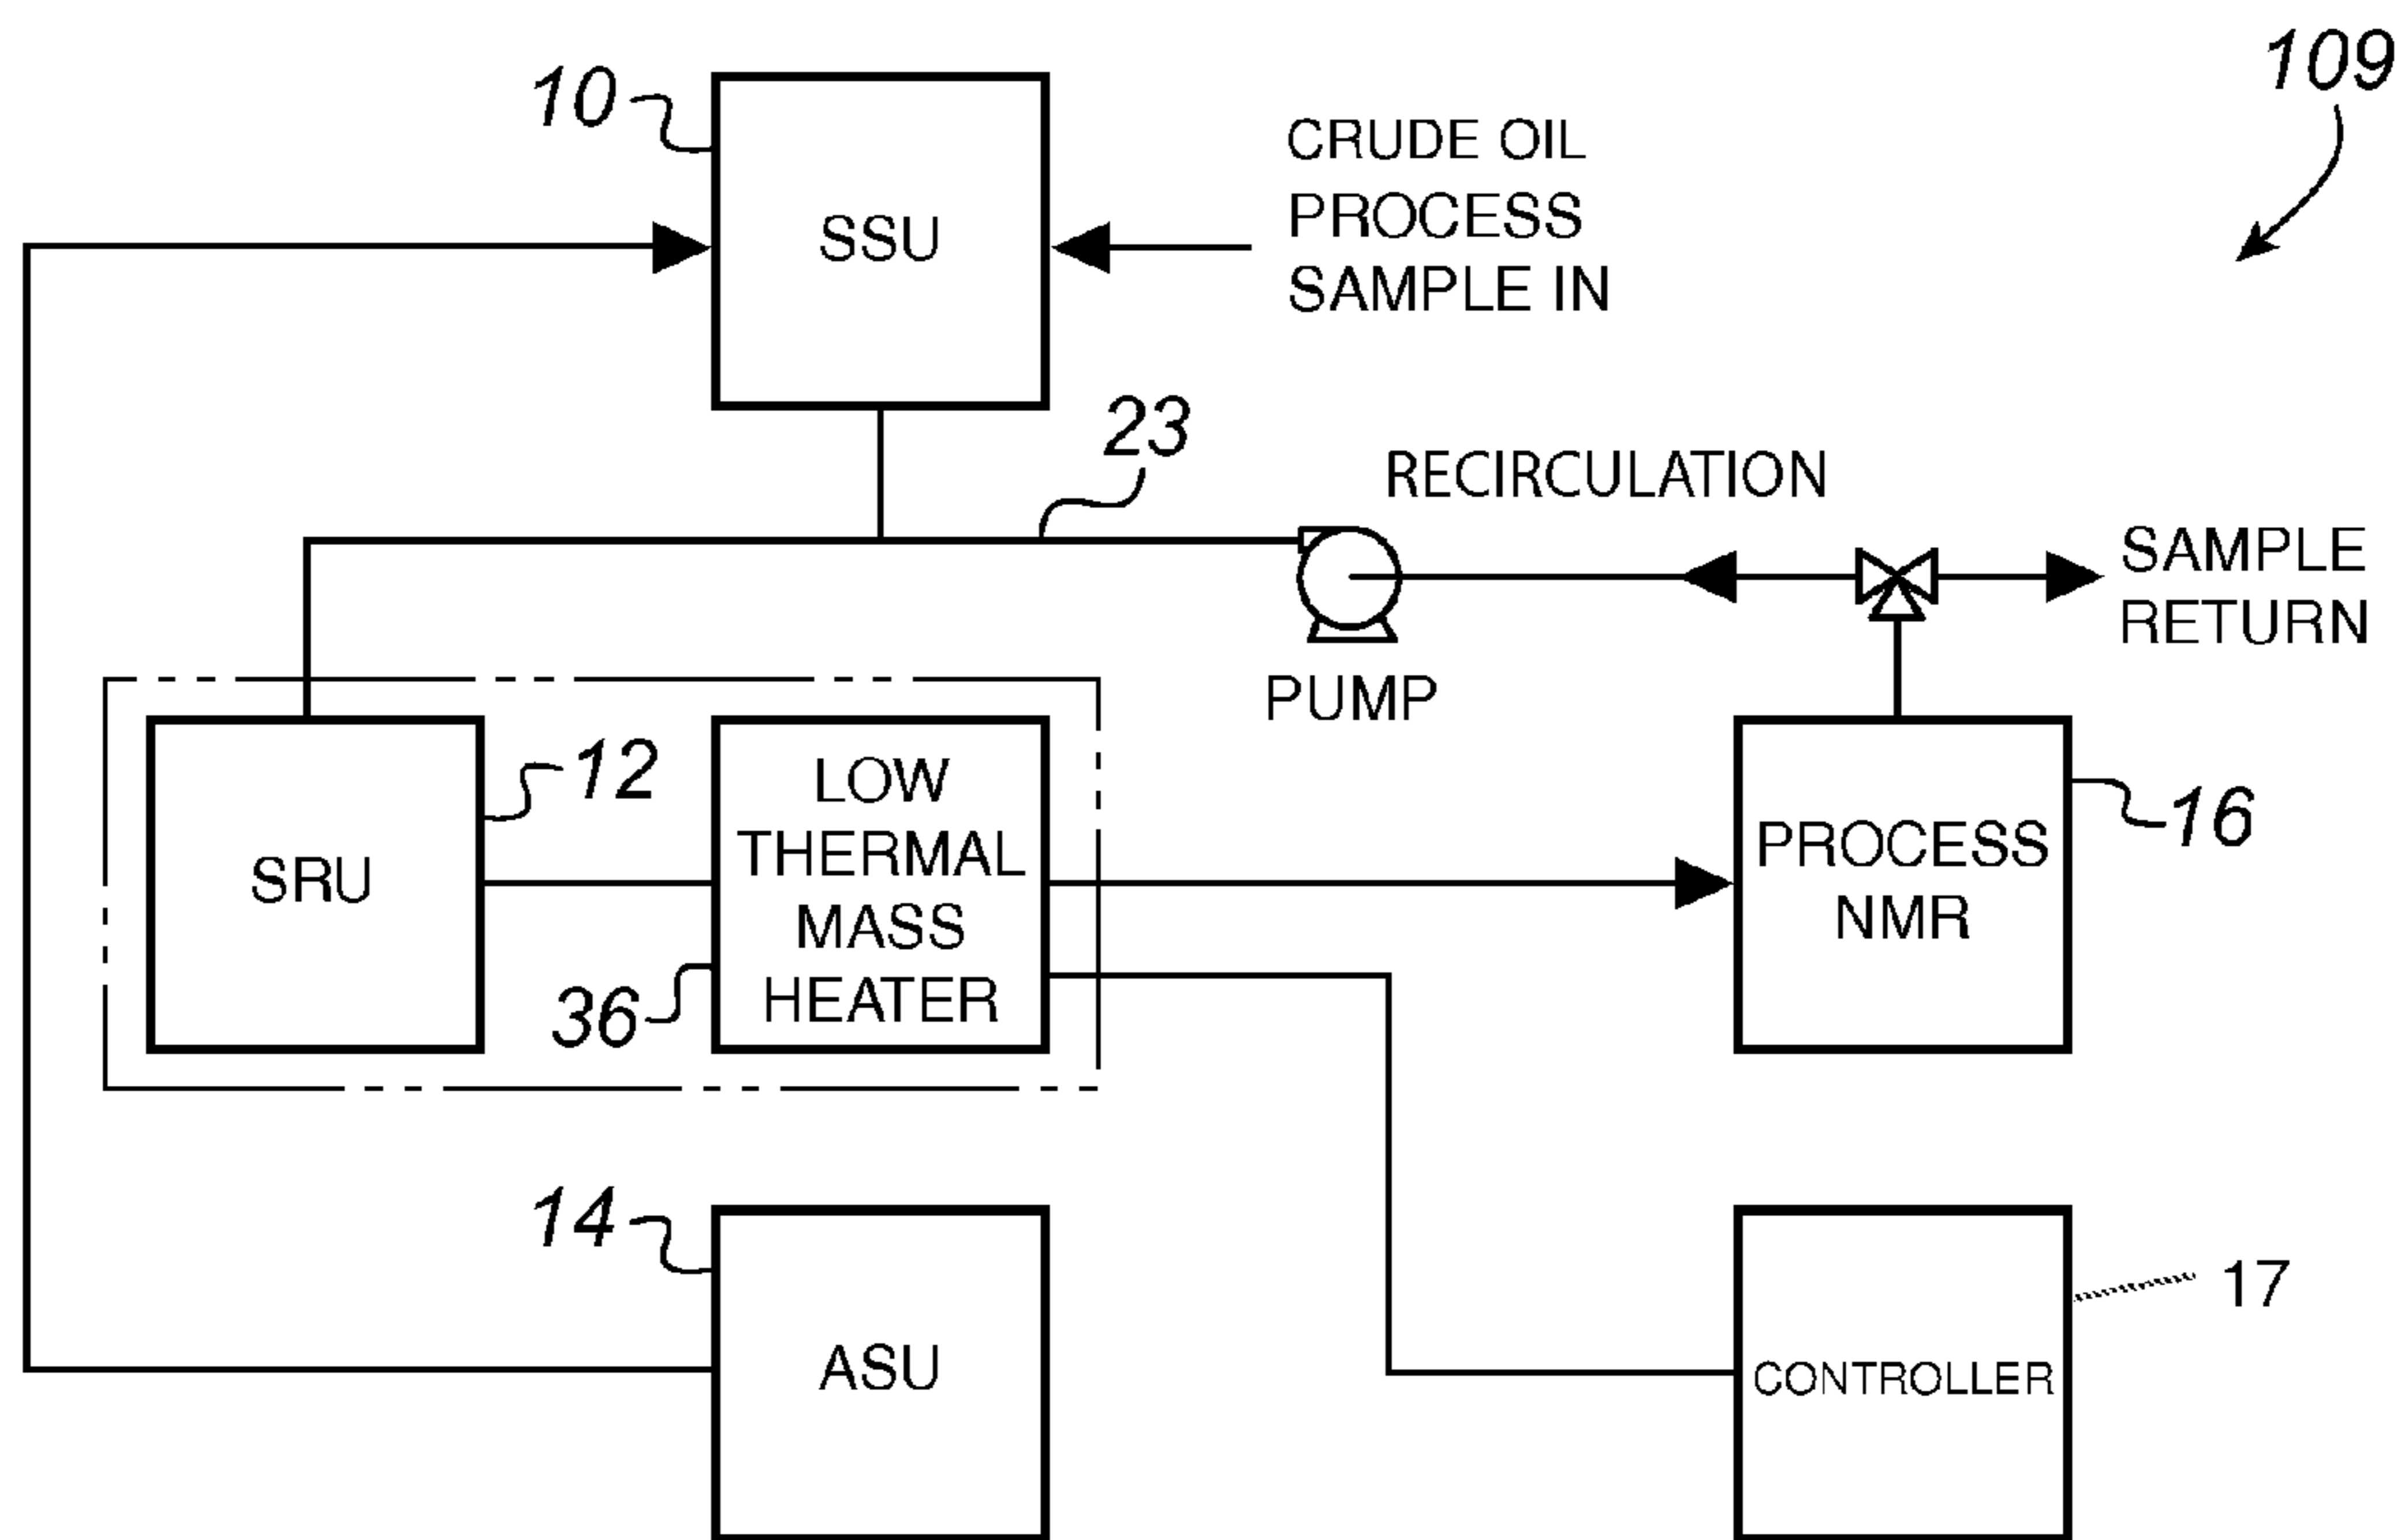 109
10
SSU
CRUDE OIL
PROCESS
SAMPLE IN
23
RECIRCULATION
SAMPLE
RETURN
PUMP
SRU
12
LOW
THERMAL
MASS
HEATER
36
PROCESS
NMR
16
14
ASU
CONTROLLER
17